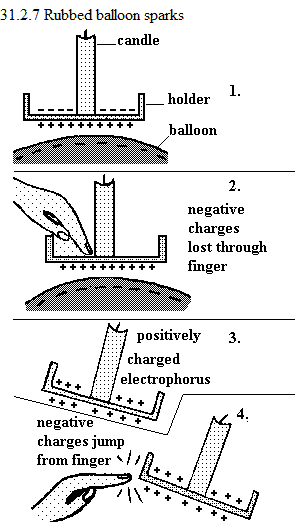 31.2.7 Rubbed balloon sparks
candle
holder
1.
balloon
2.
negative
charges
lost through
finger
positively
3.
charged
electrophorus
4.
negative
charges jump
from finger